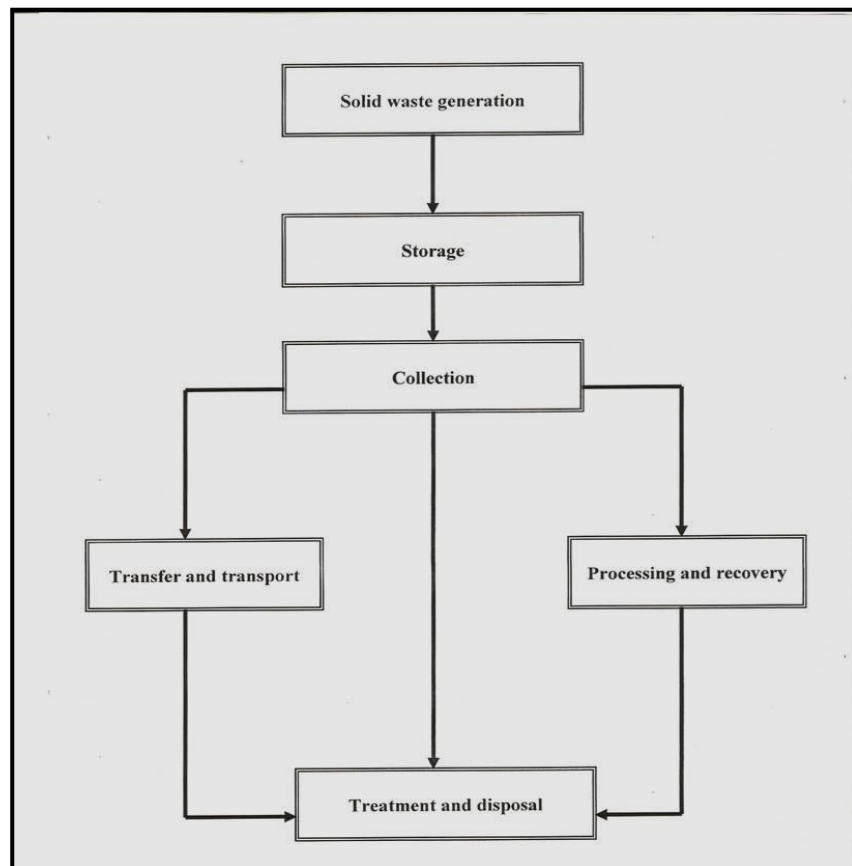 Solid waste generation
Storage
Collection
Transfer and transport
Processing and recovery
Treatment and disposal